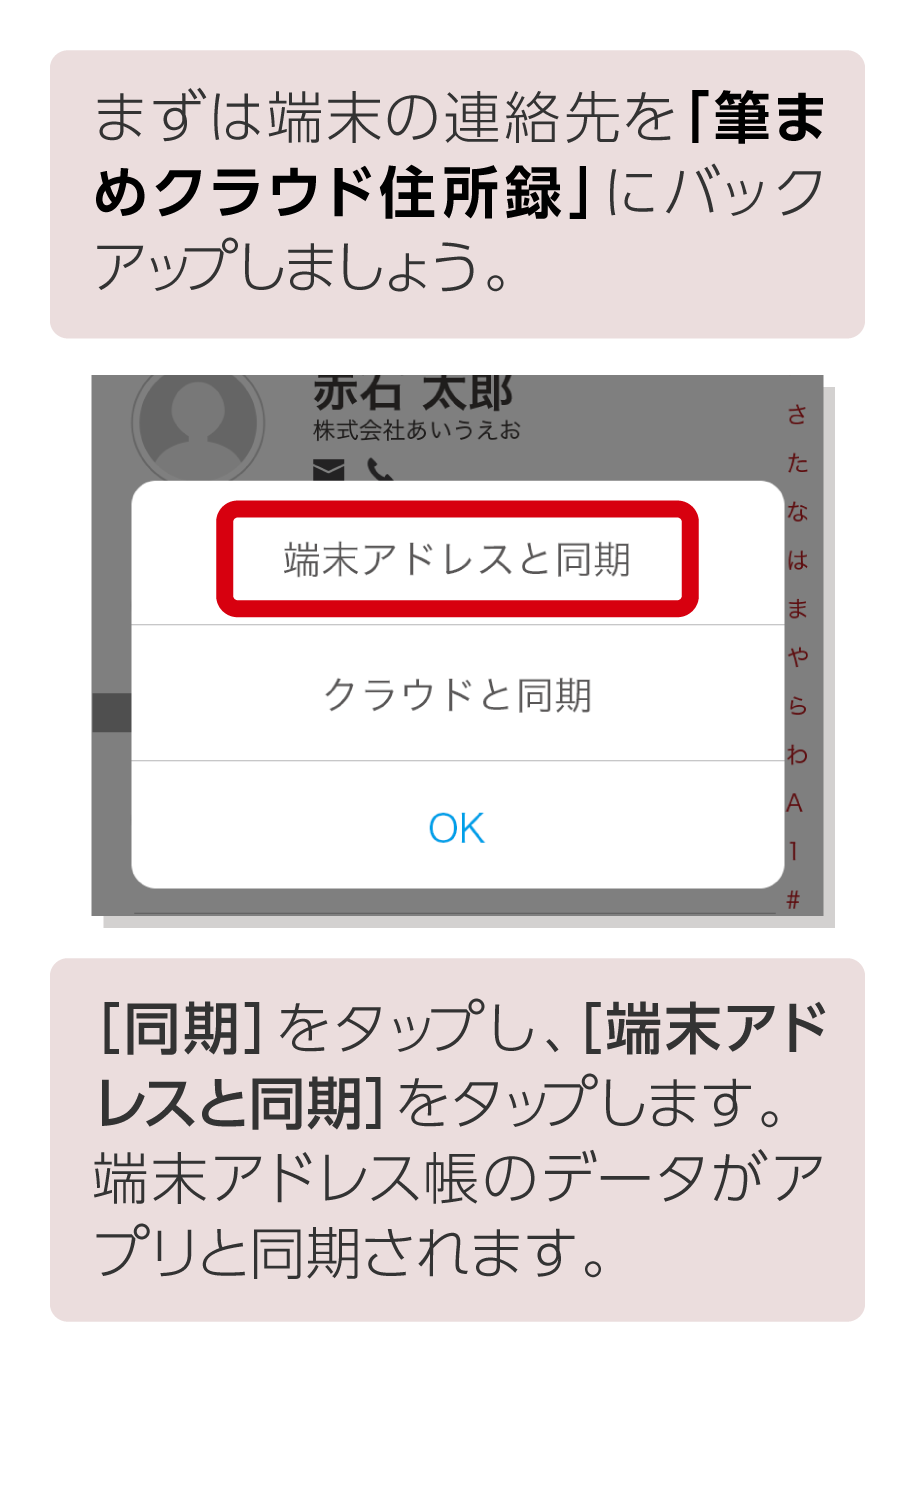 まずは端末の連絡先を「筆ま
めクラウド住所録」にバック
アップしましょう。
赤石 太郎
株式会社あいうえお
さ
た
な
は
ま
や
ら
わ
A
1
#
端末アドレスと同期
クラウドと同期
OK
［同期］をタップし、［端末アド
レスと同期］をタップします。
端末アドレス帳のデータがア
プリと同期されます。